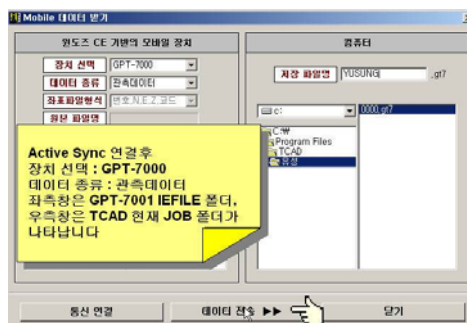 Mobile 데이터 받기
윈도즈 CE 기반의 모바일 장치
장치 선택 GPT-7000
데이터 종류 관측데이터
좌표파일형식 번호,N,E,Z,코드
원본 파일명
Active Sync 연결후
장치 선택 : GPT-7000
데이터 종류 : 관측데이터
좌측창은 GPT-7001 IEFILE 폴더,
우측창은 TCAD 현재 JOB 폴더가
나타납니다
컴퓨터
저장 파일명 YUSUNG .gt7
c:
C:₩
Program Files
TCAD
유성
0000.gt7
통신 연결
데이터 전송 ▶▶
닫기